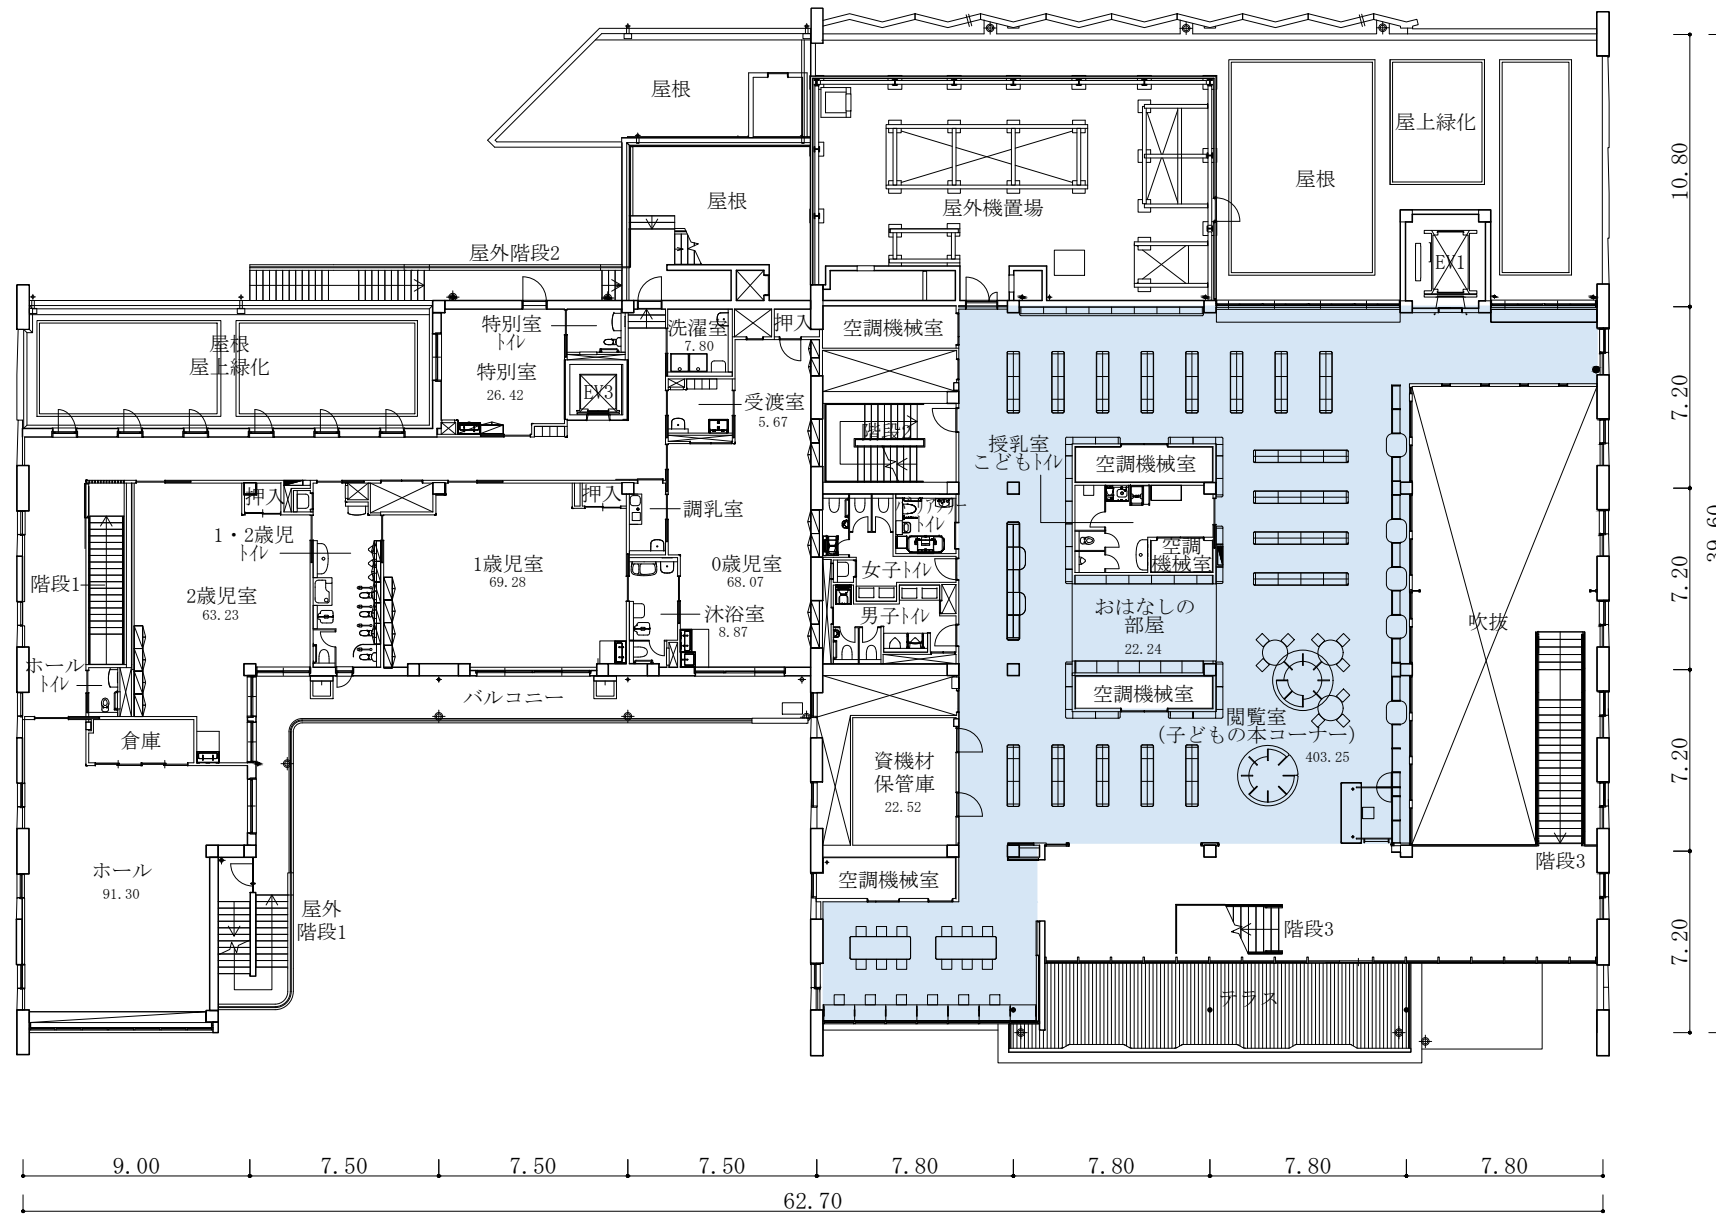 屋根
屋上緑化
10.80
屋根
屋根
屋外機置場
屋外階段2
EV1
特別室
トイレ
洗濯室
7.80
押入
空調機械室
屋根
屋上緑化
特別室
26.42
EV3
受渡室
5.67
7.20
階段2
授乳室
こどもトイレ
空調機械室
押入
押入
調乳室
バリアフリー
トイレ
39.60
1・2歳児
トイレ
1歳児室
69.28
0歳児室
68.07
女子トイレ
空調
機械室
7.20
階段1
2歳児室
63.23
沐浴室
8.87
男子トイレ
おはなしの
部屋
22.24
吹抜
ホール
トイレ
バルコニー
空調機械室
倉庫
閲覧室
(子どもの本コーナー)
403.25
資機材
保管庫
22.52
7.20
ホール
91.30
空調機械室
階段3
屋外
階段1
階段3
7.20
テラス
9.00
7.50
7.50
7.50
7.80
7.80
7.80
7.80
62.70